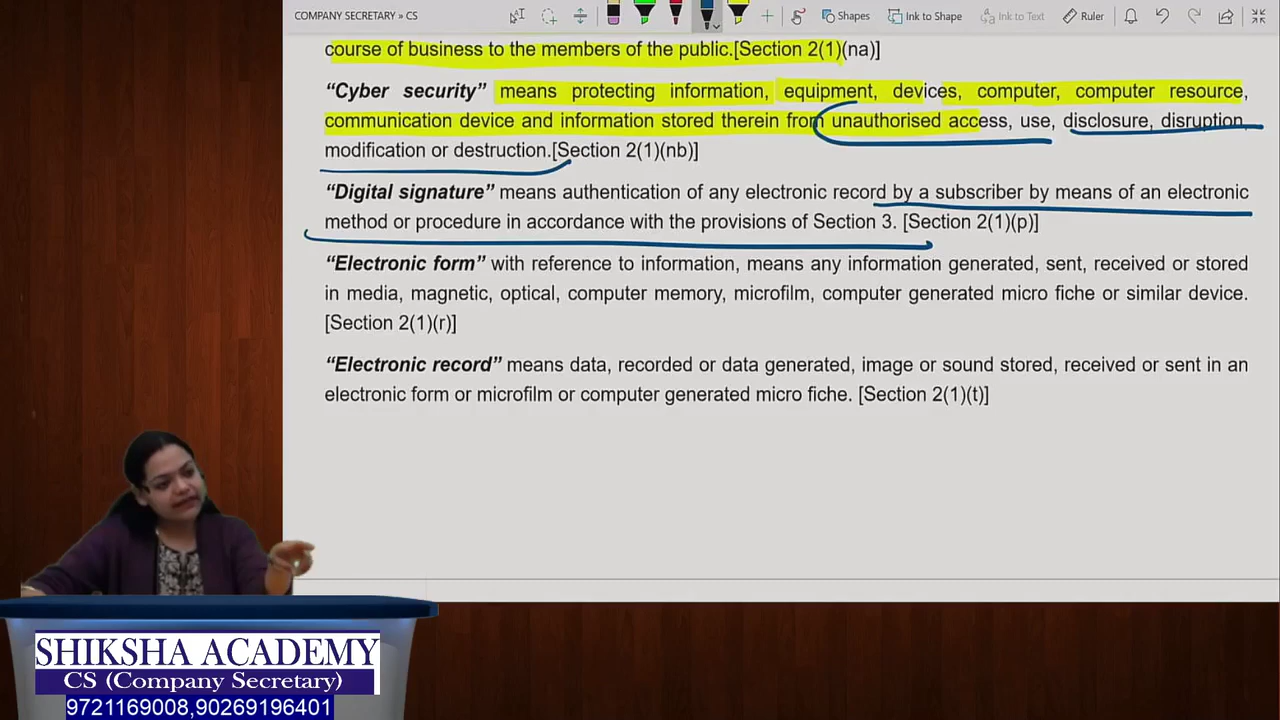 COMPANY SECRETARY » CS
Shapes
Ink to Shape
Ink to Text
Ruler
course of business to the members of the public.[Section 2(1)(na)]
“Cyber security” means protecting information, equipment, devices, computer, computer resource,
communication device and information stored therein from unauthorised access, use, disclosure, disruption,
modification or destruction.[Section 2(1)(nb)]
“Digital signature” means authentication of any electronic record by a subscriber by means of an electronic
method or procedure in accordance with the provisions of Section 3. [Section 2(1)(p)]
“Electronic form” with reference to information, means any information generated, sent, received or stored
in media, magnetic, optical, computer memory, microfilm, computer generated micro fiche or similar device.
[Section 2(1)(r)]
“Electronic record” means data, recorded or data generated, image or sound stored, received or sent in an
electronic form or microfilm or computer generated micro fiche. [Section 2(1)(t)]
SHIKSHA ACADEMY
CS (Company Secretary)
9721169008,90269196401